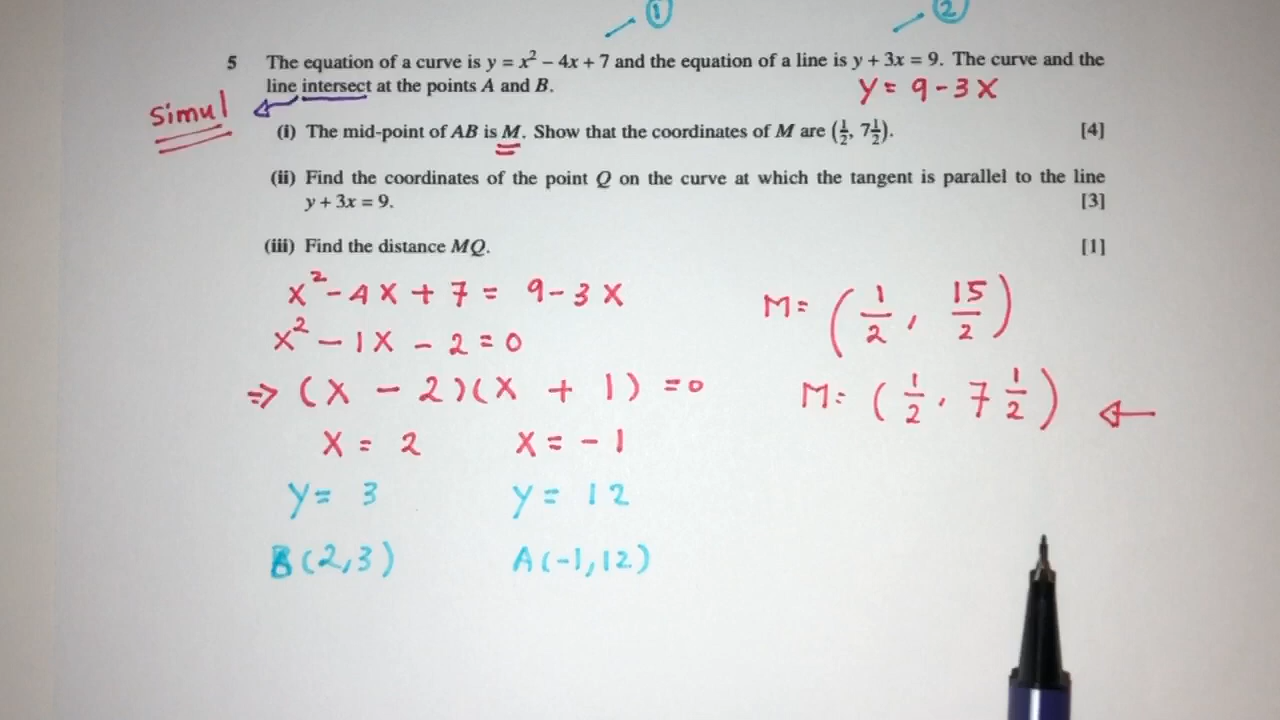 ① ②
5 The equation of a curve is y = x² − 4x + 7 and the equation of a line is y + 3x = 9. The curve and the
line intersect at the points A and B.
y = 9 - 3x
Simul
(i) The mid-point of AB is M. Show that the coordinates of M are (1/2, 7 1/2). [4]
(ii) Find the coordinates of the point Q on the curve at which the tangent is parallel to the line
y + 3x = 9. [3]
(iii) Find the distance MQ. [1]
x² - 4x + 7 = 9 - 3x
x² - 1x - 2 = 0
⇒ (x - 2)(x + 1) = 0
x = 2 x = -1
y = 3 y = 12
B(2,3) A(-1,12)
M = (1/2, 15/2)
M = (1/2, 7 1/2) ⇐